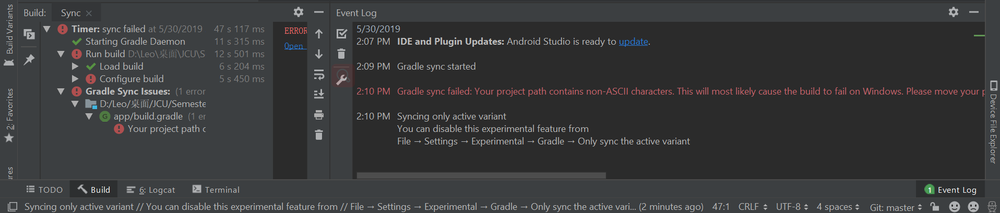 Build: Sync
Timer: sync failed at 5/30/2019 47 s 117 ms
Starting Gradle Daemon 11 s 315 ms
Run build D:\Leo\桌面\JCU\S 12 s 501 ms
Load build 6 s 204 ms
Configure build 5 s 450 ms
Gradle Sync Issues: (1 error
D:/Leo/桌面/JCU/Semeste
app/build.gradle (1 er
Your project path c
ERROR
Open
Event Log
5/30/2019
2:07 PM IDE and Plugin Updates: Android Studio is ready to update.
2:09 PM Gradle sync started
2:10 PM Gradle sync failed: Your project path contains non-ASCII characters. This will most likely cause the build to fail on Windows. Please move your p
2:10 PM Syncing only active variant
You can disable this experimental feature from
File → Settings → Experimental → Gradle → Only sync the active variant
Build Variants
2: Favorites
ures
Device File Explorer
TODO Build 6: Logcat Terminal 1 Event Log
Syncing only active variant // You can disable this experimental feature from // File → Settings → Experimental → Gradle → Only sync the active vari... (2 minutes ago) 47:1 CRLF UTF-8 4 spaces Git: master